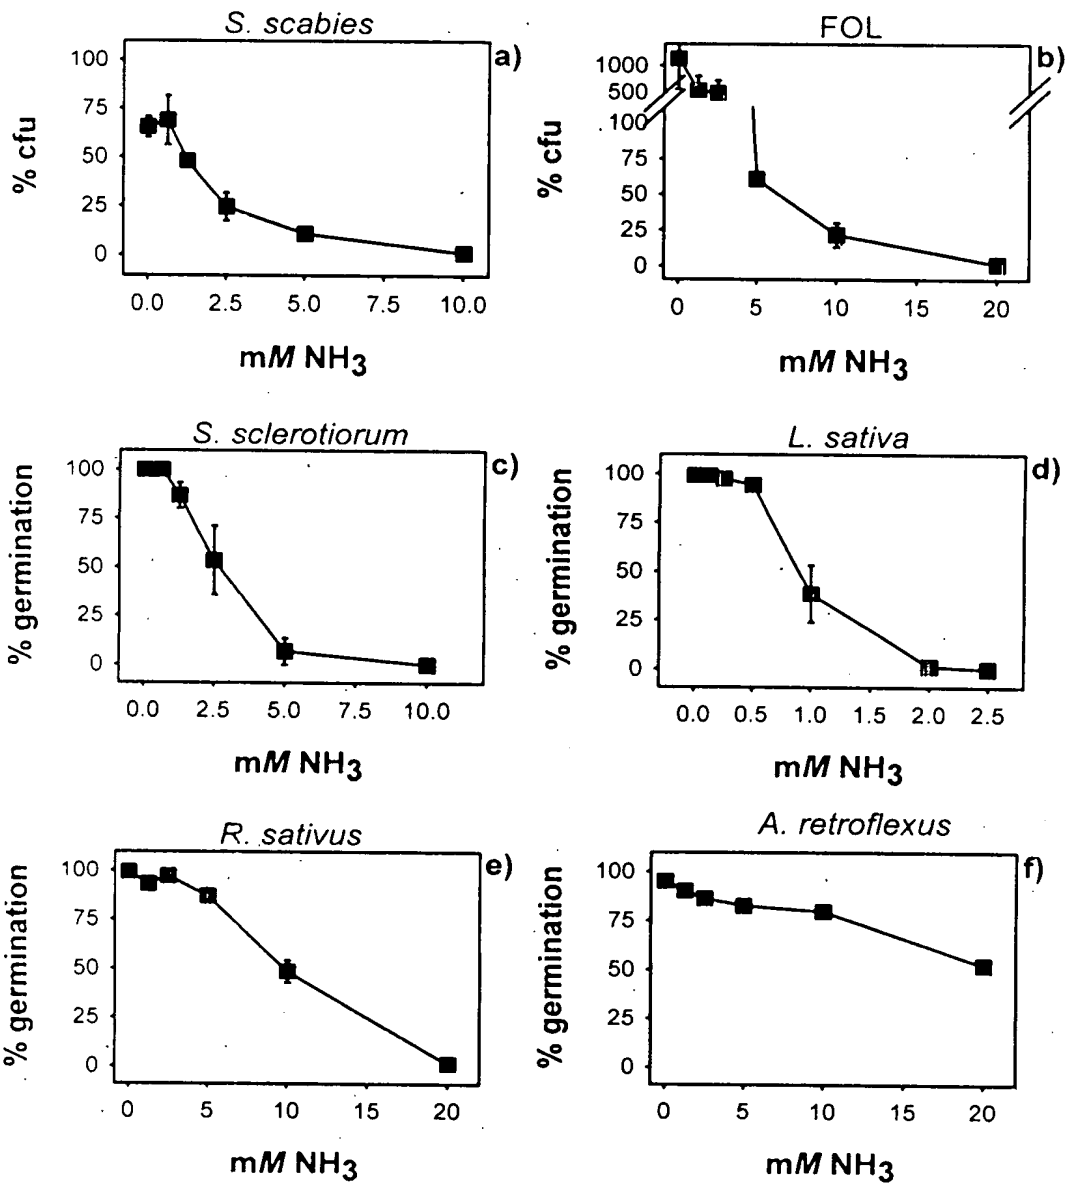 S. scabies
a)
100
75
50
25
0
% cfu
0.0 2.5 5.0 7.5 10.0
mM NH3
FOL
b)
1000
500
100
75
50
25
0
% cfu
0 5 10 15 20
mM NH3
S. sclerotiorum
c)
100
75
50
25
0
% germination
0.0 2.5 5.0 7.5 10.0
mM NH3
L. sativa
d)
100
75
50
25
0
% germination
0.0 0.5 1.0 1.5 2.0 2.5
mM NH3
R. sativus
e)
100
75
50
25
0
% germination
0 5 10 15 20
mM NH3
A. retroflexus
f)
100
75
50
25
0
% germination
0 5 10 15 20
mM NH3